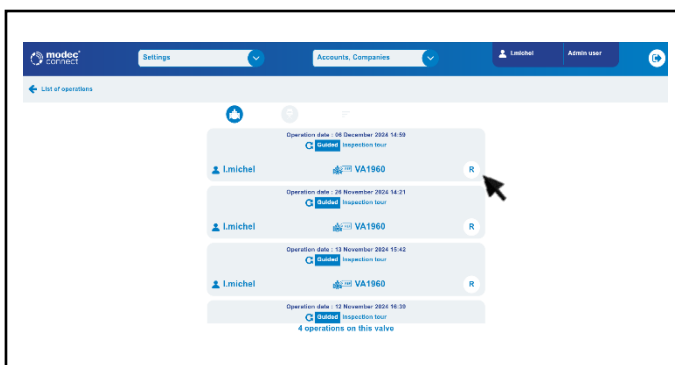 modec
connect
Settings
Accounts, Companies
l.michel
Admin user
List of operations
Operation date : 06 December 2024 14:59
Guided Inspection tour
l.michel
VA1960
R
Operation date : 26 November 2024 14:21
Guided Inspection tour
l.michel
VA1960
R
Operation date : 13 November 2024 15:42
Guided Inspection tour
l.michel
VA1960
R
Operation date : 12 November 2024 16:39
Guided Inspection tour
4 operations on this valve